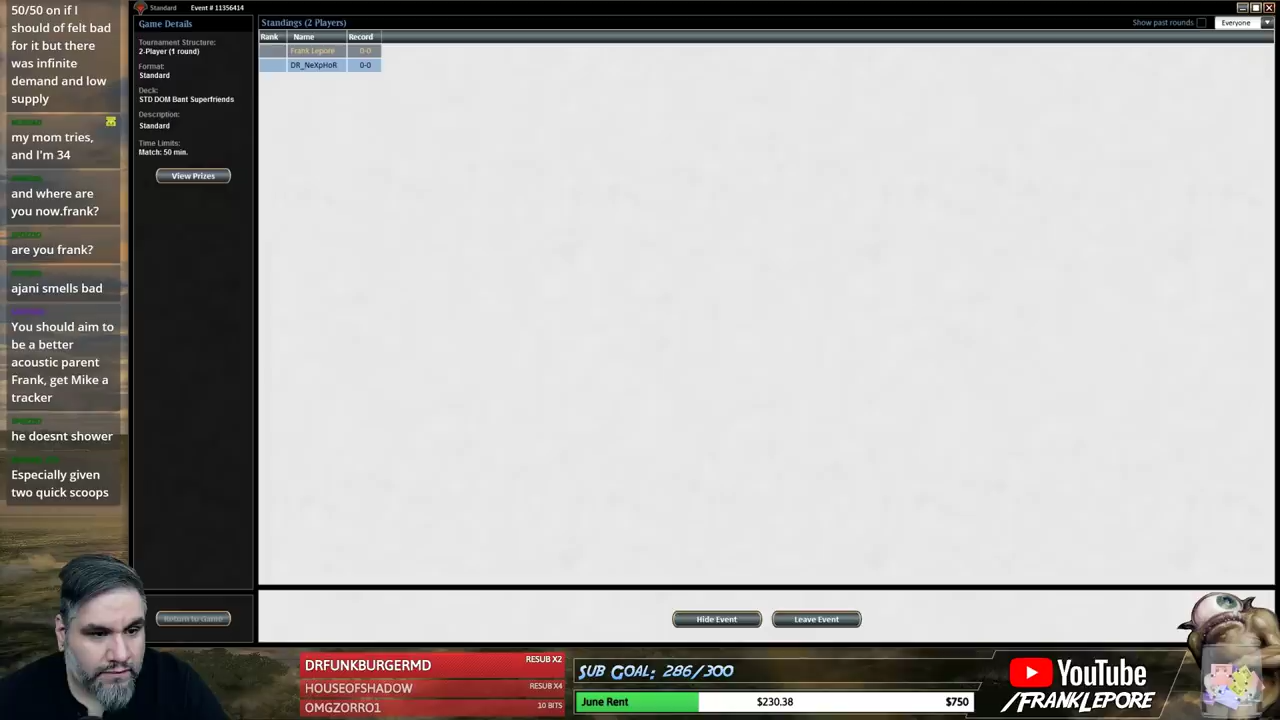 50/50 on if I
should of felt bad
for it but there
was infinite
demand and low
supply
my mom tries,
and I'm 34
and where are
you now.frank?
are you frank?
ajani smells bad
You should aim to
be a better
acoustic parent
Frank, get Mike a
tracker
he doesnt shower
Especially given
two quick scoops
Standard
Event # 11356414
Game Details
Tournament Structure:
2-Player (1 round)
Format:
Standard
Deck:
STD DOM Bant Superfriends
Description:
Standard
Time Limits:
Match: 50 min.
View Prizes
Return to Game
Standings (2 Players)
Show past rounds
Everyone
Rank Name Record
Frank Lepore 0-0
DR_NeXpHoR 0-0
Hide Event
Leave Event
DRFUNKBURGERMD RESUB X2
HOUSEOFSHADOW RESUB X4
OMGZORRO1 10 BITS
SUB GOAL: 286/300
June Rent $230.38 $750
YouTube
/FRANKLEPORE